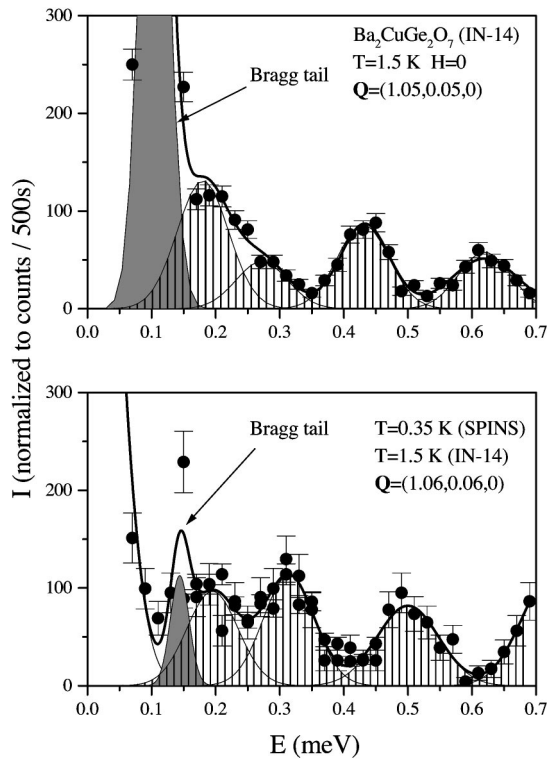 300
Ba2CuGe2O7 (IN-14)
T=1.5 K H=0
Q=(1.05,0.05,0)
Bragg tail
200
100
0
0.0 0.1 0.2 0.3 0.4 0.5 0.6 0.7
I (normalized to counts / 500s)
300
Bragg tail
T=0.35 K (SPINS)
T=1.5 K (IN-14)
Q=(1.06,0.06,0)
200
100
0
0.0 0.1 0.2 0.3 0.4 0.5 0.6 0.7
E (meV)